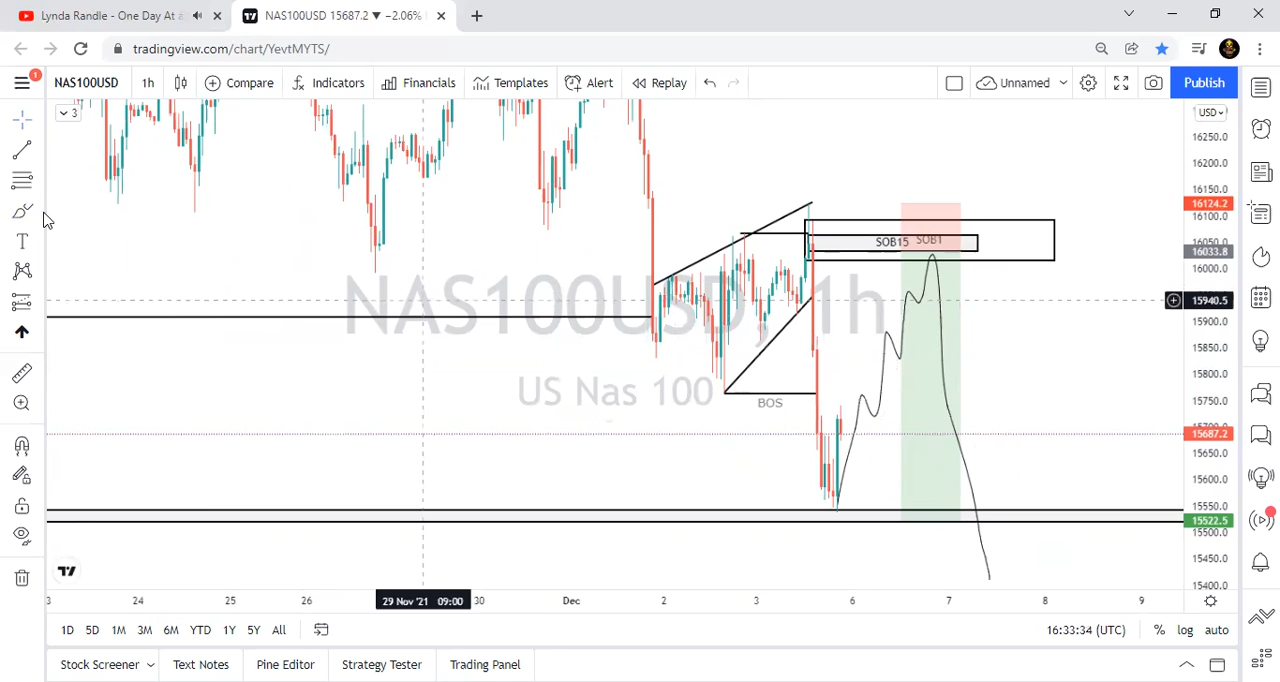 Lynda Randle - One Day At a
NAS100USD 15687.2 ▼ −2.06%
tradingview.com/chart/YevtMYTS/
1
NAS100USD 1h Compare Indicators Financials Templates Alert Replay Unnamed Publish
3
USD
16250.0
16200.0
16150.0
16124.2
16100.0
16050.0
16033.8
16000.0
15940.5
15900.0
15850.0
15800.0
15750.0
15687.2
15650.0
15600.0
15550.0
15522.5
15500.0
15450.0
15400.0
SOB15 SOB1
NAS100USD, 1h
US Nas 100
BOS
3 24 25 26 29 Nov '21 09:00 30 Dec 2 3 6 7 8 9
1D 5D 1M 3M 6M YTD 1Y 5Y All 16:33:34 (UTC) % log auto
Stock Screener Text Notes Pine Editor Strategy Tester Trading Panel